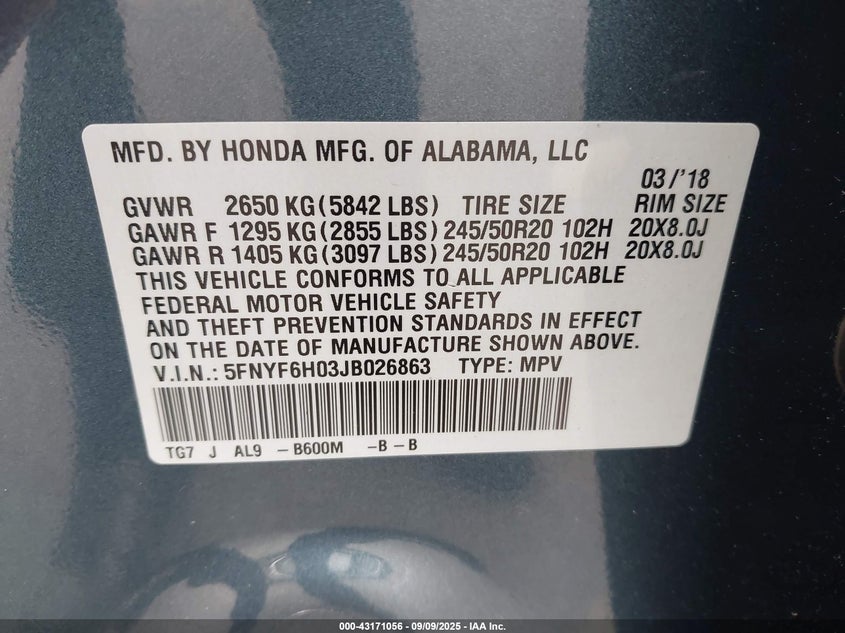 MFD. BY HONDA MFG. OF ALABAMA, LLC
03/'18
GVWR 2650 KG(5842 LBS) TIRE SIZE RIM SIZE
GAWR F 1295 KG(2855 LBS) 245/50R20 102H 20X8.0J
GAWR R 1405 KG(3097 LBS) 245/50R20 102H 20X8.0J
THIS VEHICLE CONFORMS TO ALL APPLICABLE
FEDERAL MOTOR VEHICLE SAFETY
AND THEFT PREVENTION STANDARDS IN EFFECT
ON THE DATE OF MANUFACTURE SHOWN ABOVE.
V.I.N.: 5FNYF6H03JB026863 TYPE: MPV
TG7 J AL9 -B600M -B-B
000-43171056 - 09/09/2025 - IAA Inc.